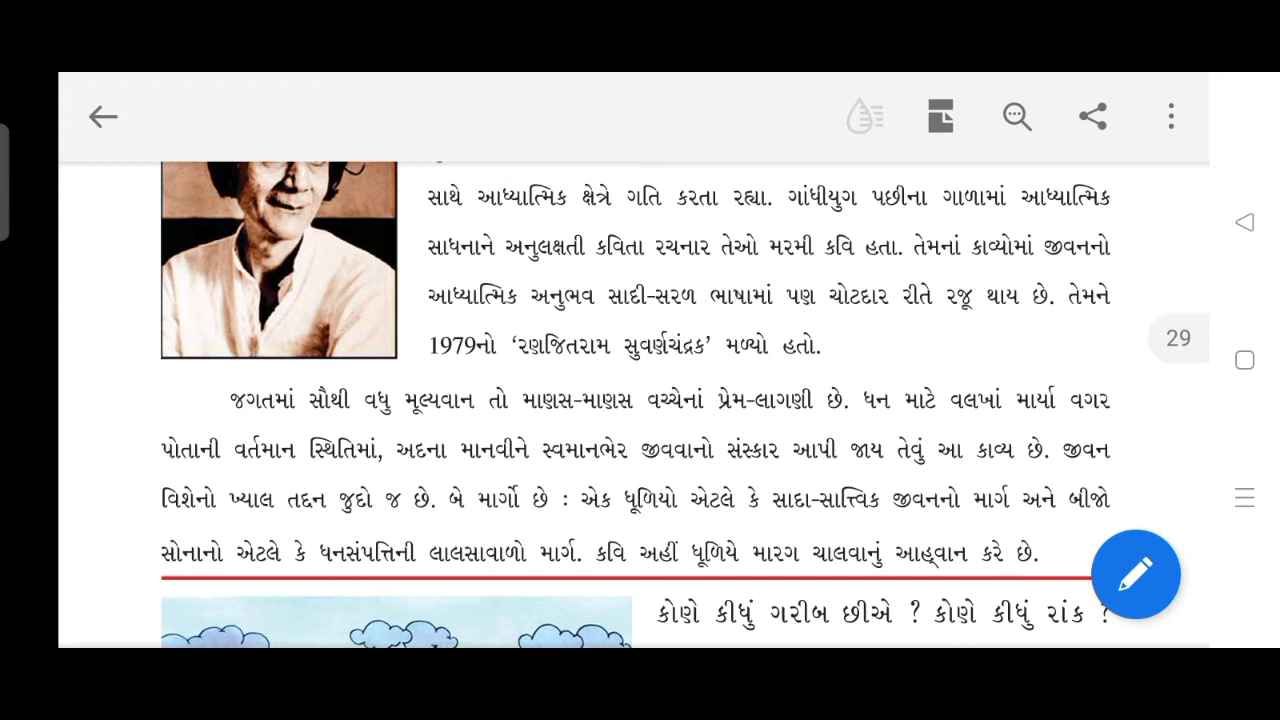 સાથે આધ્યાત્મિક ક્ષેત્રે ગતિ કરતા રહ્યા. ગાંધીયુગ પછીના ગાળામાં આધ્યાત્મિક
સાધનાને અનુલક્ષતી કવિતા રચનાર તેઓ મરમી કવિ હતા. તેમનાં કાવ્યોમાં જીવનનો
આધ્યાત્મિક અનુભવ સાદી-સરળ ભાષામાં પણ ચોટદાર રીતે રજૂ થાય છે. તેમને
29
1979નો ‘રણજિતરામ સુવર્ણચંદ્રક’ મળ્યો હતો.
જગતમાં સૌથી વધુ મૂલ્યવાન તો માણસ-માણસ વચ્ચેનાં પ્રેમ-લાગણી છે. ધન માટે વલખાં માર્યા વગર
પોતાની વર્તમાન સ્થિતિમાં, અદના માનવીને સ્વમાનભેર જીવવાનો સંસ્કાર આપી જાય તેવું આ કાવ્ય છે. જીવન
વિશેનો ખ્યાલ તદ્દન જુદો જ છે. બે માર્ગો છે : એક ધૂળિયો એટલે કે સાદા-સાત્ત્વિક જીવનનો માર્ગ અને બીજો
સોનાનો એટલે કે ધનસંપત્તિની લાલસાવાળો માર્ગ. કવિ અહીં ધૂળિયે મારગ ચાલવાનું આહ્‌વાન કરે છે.
કોણે કીધું ગરીબ છીએ ? કોણે કીધું રાંક ?